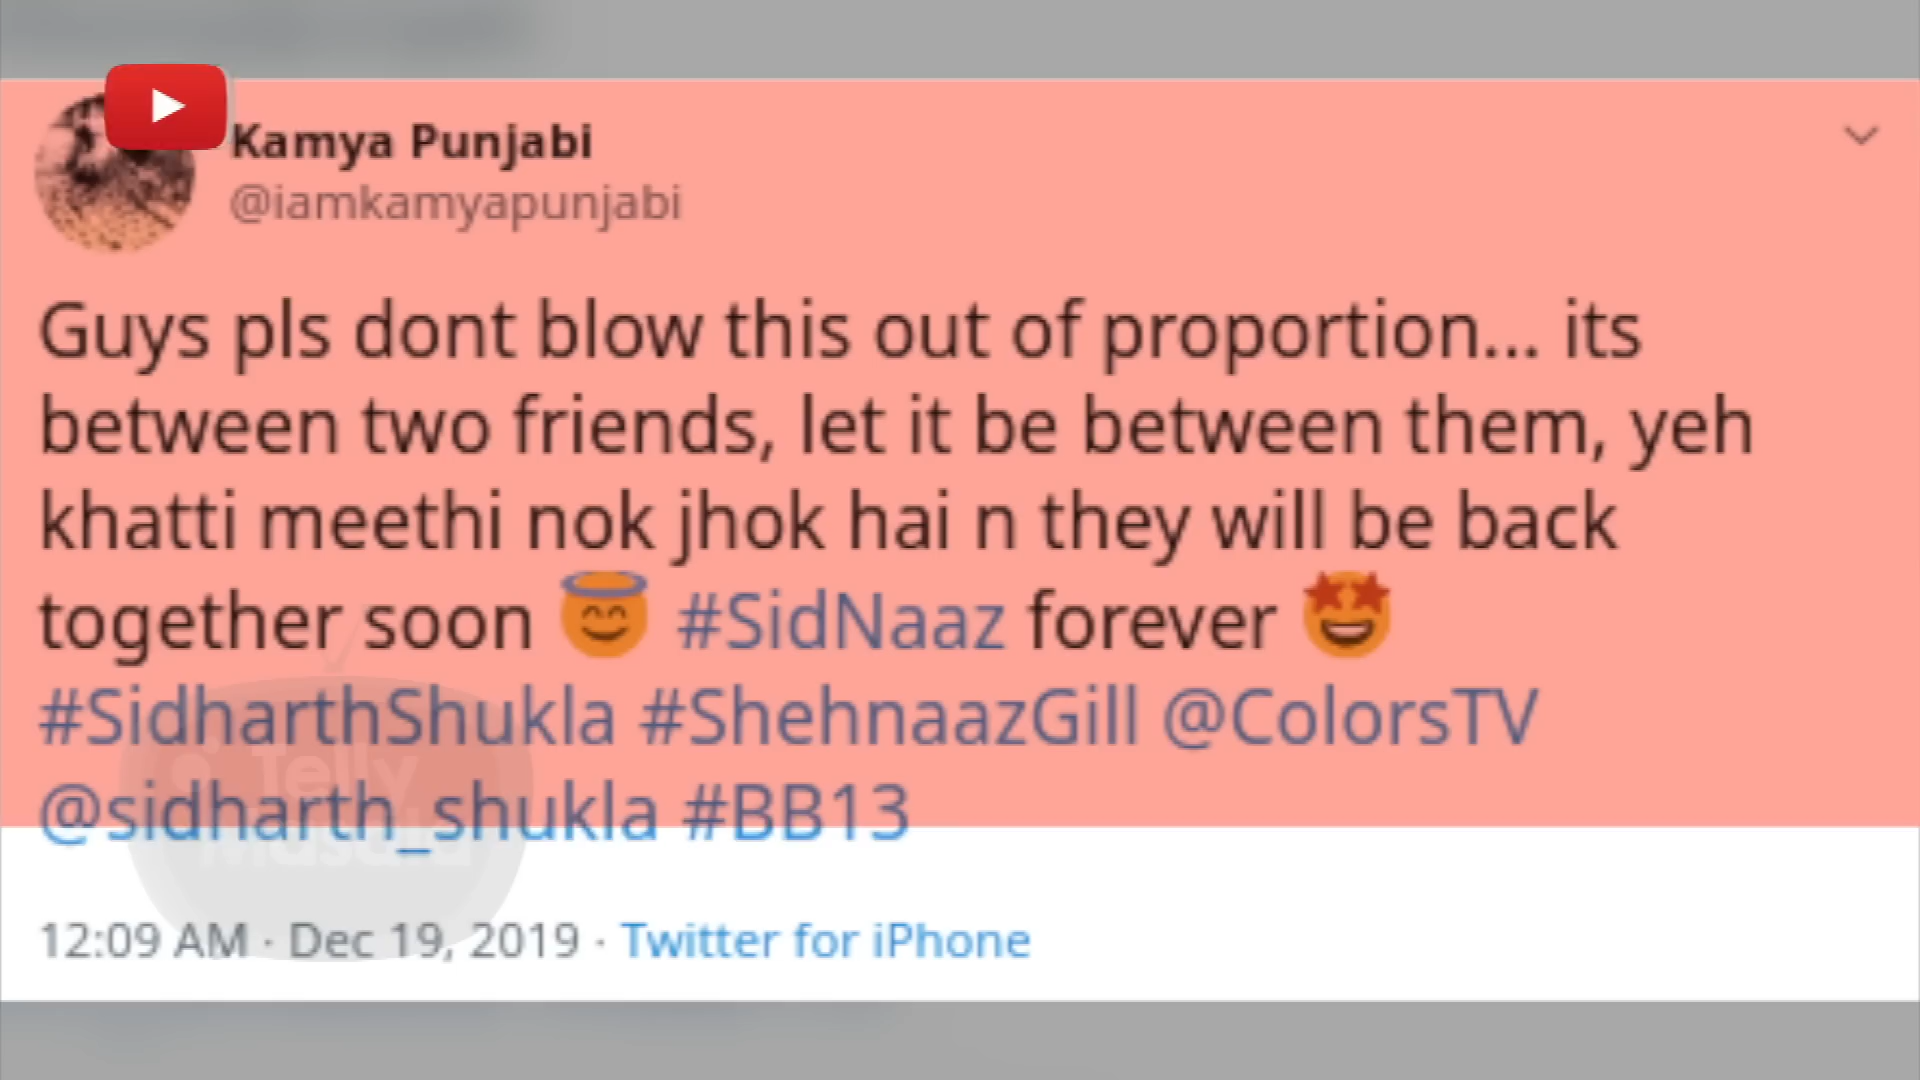 Kamya Punjabi
@iamkamyapunjabi
Guys pls dont blow this out of proportion... its
between two friends, let it be between them, yeh
khatti meethi nok jhok hai n they will be back
together soon 😇 #SidNaaz forever 🤩
#SidharthShukla #ShehnaazGill @ColorsTV
@sidharth_shukla #BB13
Telly
Masala
12:09 AM · Dec 19, 2019 · Twitter for iPhone